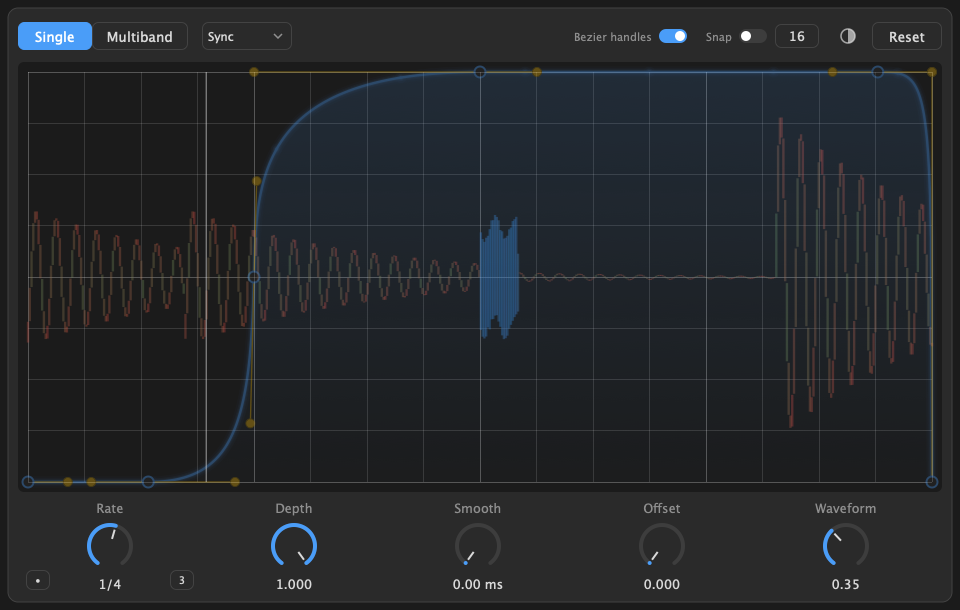 Single Multiband Sync Bezier handles Snap 16 Reset
Rate Depth Smooth Offset Waveform
• 1/4 3 1.000 0.00 ms 0.000 0.35